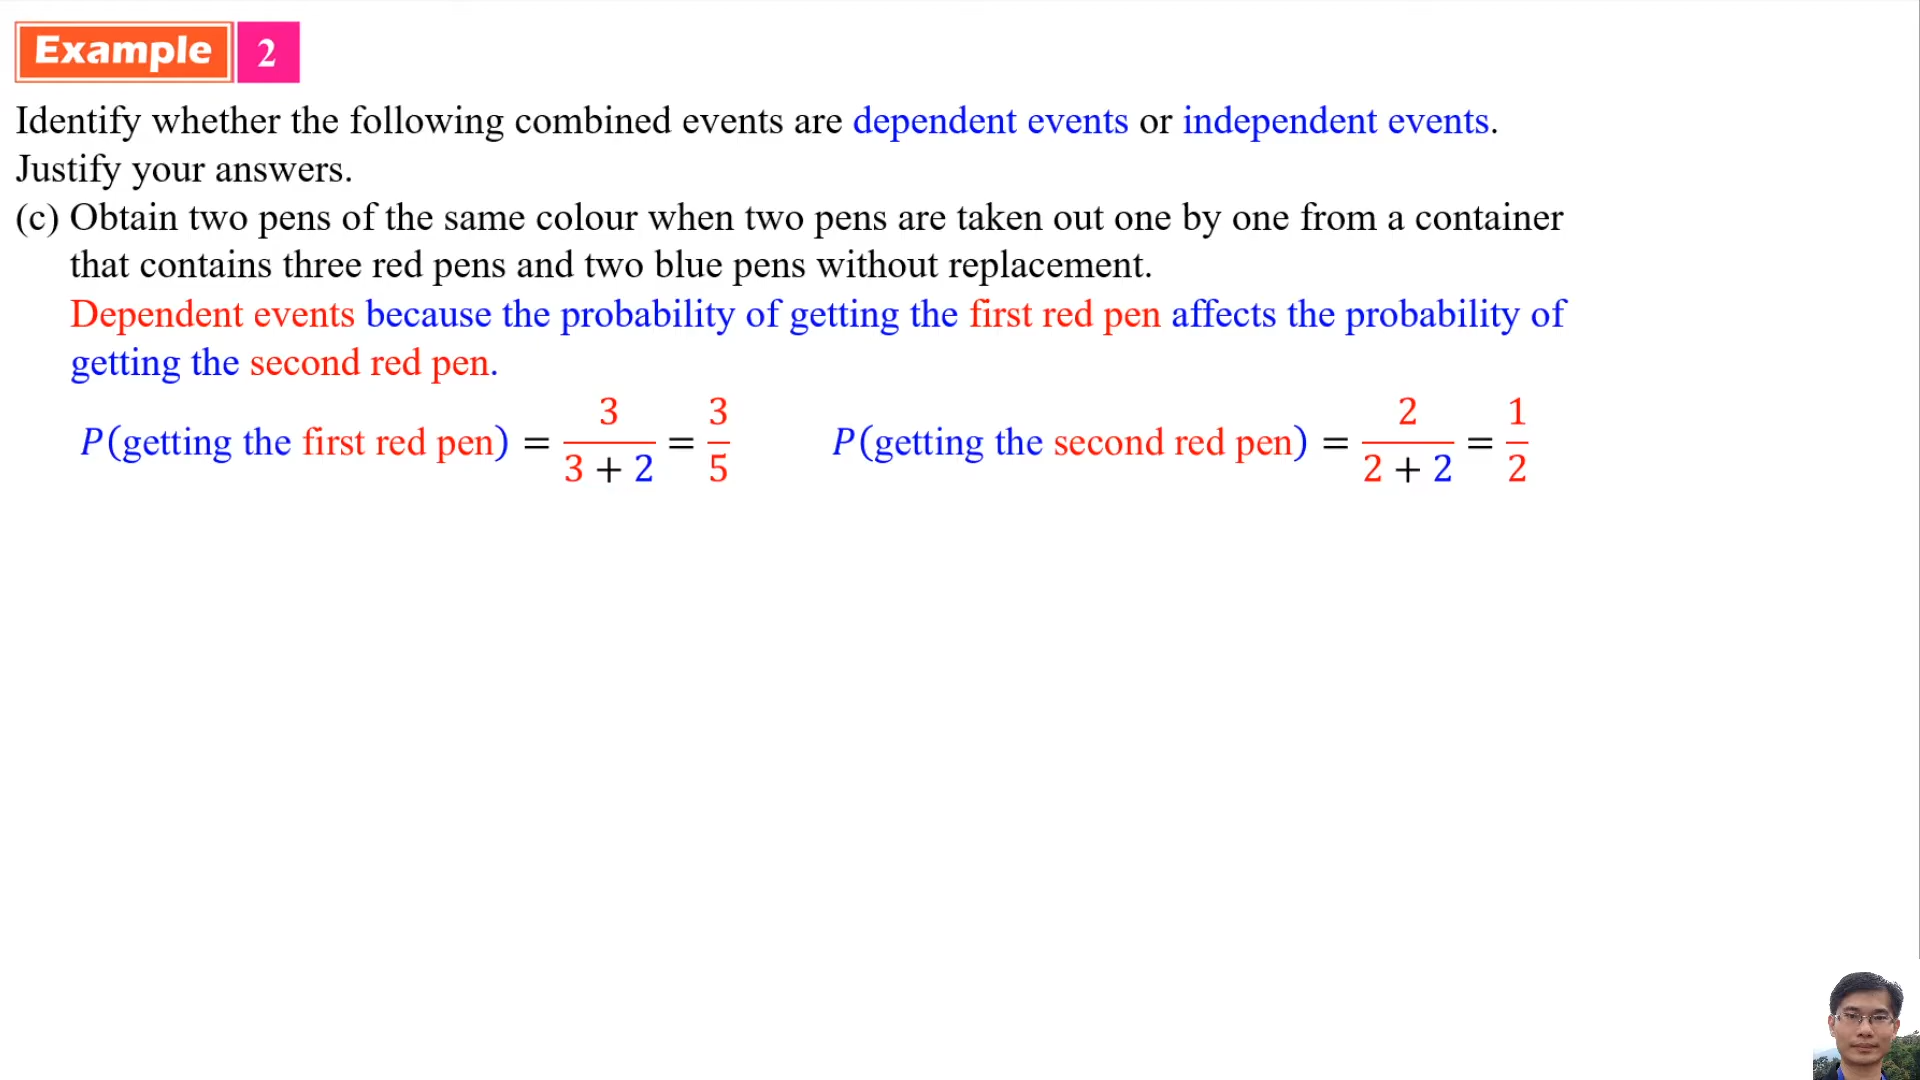 Example 2
Identify whether the following combined events are dependent events or independent events.
Justify your answers.
(c) Obtain two pens of the same colour when two pens are taken out one by one from a container
that contains three red pens and two blue pens without replacement.
Dependent events because the probability of getting the first red pen affects the probability of
getting the second red pen.
P(getting the first red pen) = 3/(3 + 2) = 3/5 P(getting the second red pen) = 2/(2 + 2) = 1/2